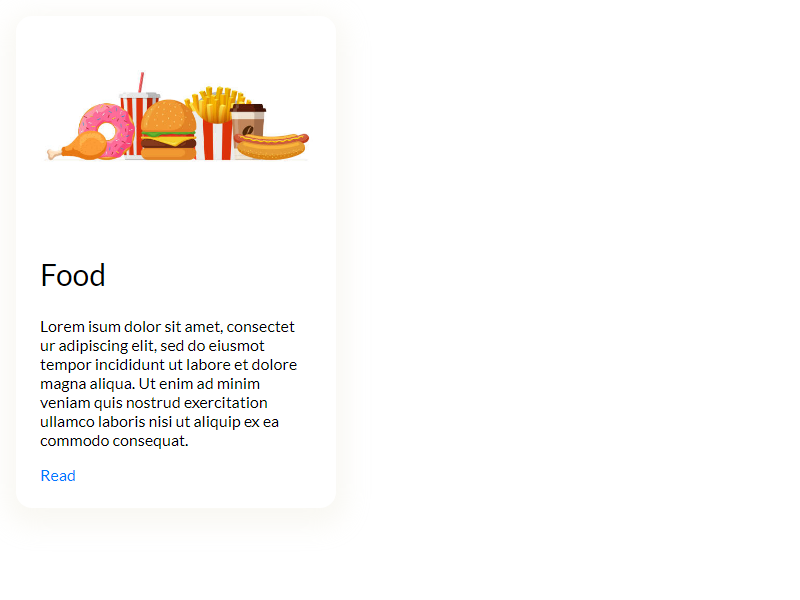 Food
Lorem isum dolor sit amet, consectet
ur adipiscing elit, sed do eiusmot
tempor incididunt ut labore et dolore
magna aliqua. Ut enim ad minim
veniam quis nostrud exercitation
ullamco laboris nisi ut aliquip ex ea
commodo consequat.
Read